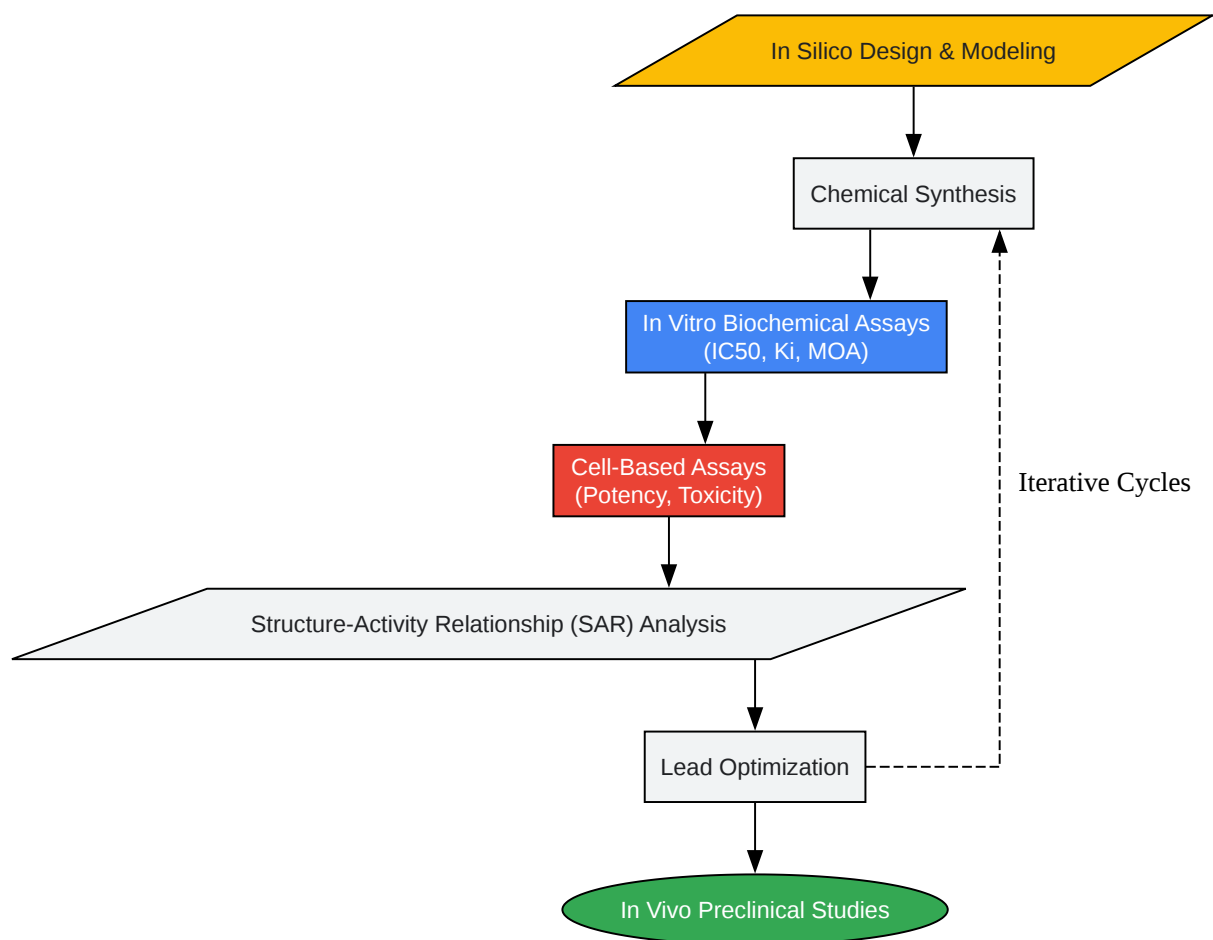 In Silico Design & Modeling
Chemical Synthesis
In Vitro Biochemical Assays
(IC50, Ki, MOA)
Cell-Based Assays
(Potency, Toxicity)
Iterative Cycles
Structure-Activity Relationship (SAR) Analysis
Lead Optimization
In Vivo Preclinical Studies